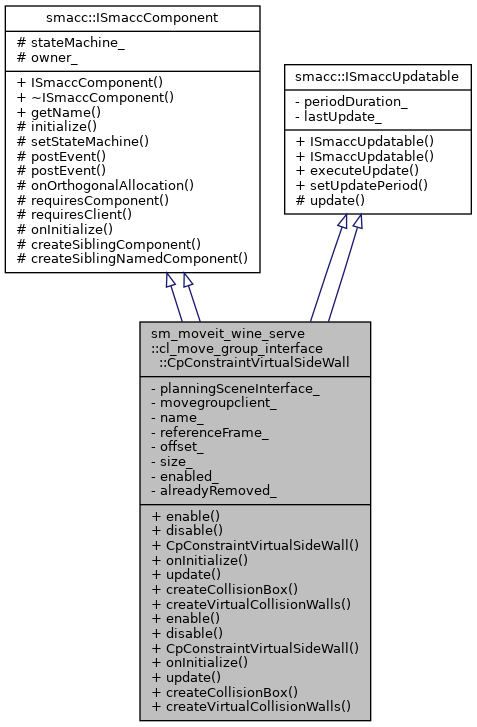 smacc::ISmaccComponent
# stateMachine_
# owner_
+ ISmaccComponent()
+ ~ISmaccComponent()
+ getName()
# initialize()
# setStateMachine()
# postEvent()
# postEvent()
# onOrthogonalAllocation()
# requiresComponent()
# requiresClient()
# onInitialize()
# createSiblingComponent()
# createSiblingNamedComponent()
smacc::ISmaccUpdatable
- periodDuration_
- lastUpdate_
+ ISmaccUpdatable()
+ ISmaccUpdatable()
+ executeUpdate()
+ setUpdatePeriod()
# update()
sm_moveit_wine_serve
::cl_move_group_interface
::CpConstraintVirtualSideWall
- planningSceneInterface_
- movegroupclient_
- name_
- referenceFrame_
- offset_
- size_
- enabled_
- alreadyRemoved_
+ enable()
+ disable()
+ CpConstraintVirtualSideWall()
+ onInitialize()
+ update()
+ createCollisionBox()
+ createVirtualCollisionWalls()
+ enable()
+ disable()
+ CpConstraintVirtualSideWall()
+ onInitialize()
+ update()
+ createCollisionBox()
+ createVirtualCollisionWalls()